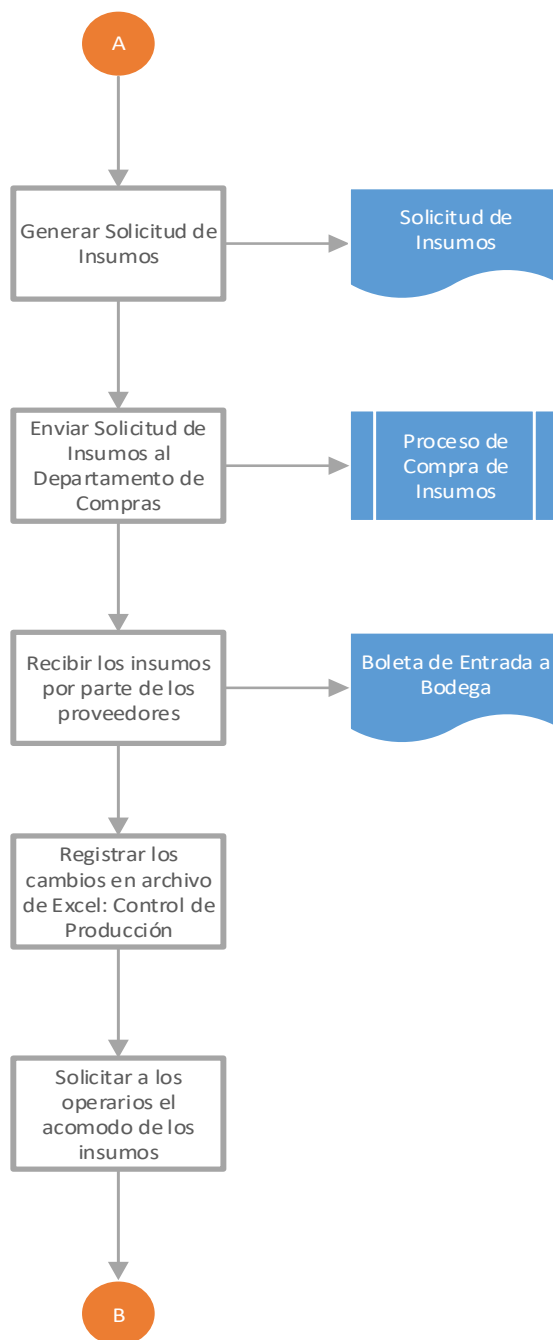 A
Generar Solicitud de
Insumos
Solicitud de
Insumos
Enviar Solicitud de
Insumos al
Departamento de
Compras
Proceso de
Compra de
Insumos
Recibir los insumos
por parte de los
proveedores
Boleta de Entrada a
Bodega
Registrar los
cambios en archivo
de Excel: Control de
Producción
Solicitar a los
operarios el
acomodo de los
insumos
B